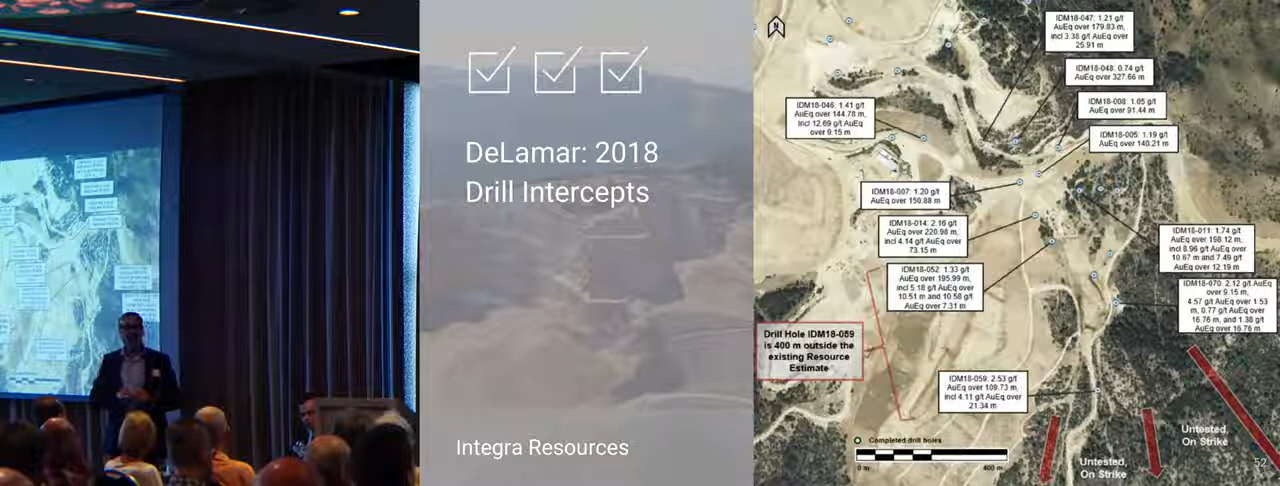 DeLamar: 2018
Drill Intercepts
Integra Resources
N
IDM18-047: 1.21 g/t
AuEq over 179.83 m,
incl 3.38 g/t AuEq over
25.91 m
IDM18-048: 0.74 g/t
AuEq over 327.66 m
IDM18-008: 1.05 g/t
AuEq over 91.44 m
IDM18-046: 1.41 g/t
AuEq over 144.78 m,
incl 12.69 g/t AuEq
over 9.15 m
IDM18-005: 1.19 g/t
AuEq over 140.21 m
IDM18-007: 1.20 g/t
AuEq over 150.88 m
IDM18-014: 2.16 g/t
AuEq over 220.98 m,
incl 4.14 g/t AuEq over
73.15 m
IDM18-011: 1.74 g/t
AuEq over 198.12 m,
incl 8.96 g/t AuEq over
10.67 m and 7.49 g/t
AuEq over 12.19 m
IDM18-052: 1.33 g/t
AuEq over 195.99 m,
incl 5.18 g/t AuEq over
10.51 m and 10.58 g/t
AuEq over 7.31 m
IDM18-070: 2.12 g/t AuEq
over 9.15 m,
4.57 g/t AuEq over 1.53
m, 0.77 g/t AuEq over
16.76 m, and 1.38 g/t
AuEq over 16.76 m
Drill Hole IDM18-059
is 400 m outside the
existing Resource
Estimate
IDM18-059: 2.53 g/t
AuEq over 109.73 m,
incl 4.11 g/t AuEq over
21.34 m
Completed drill holes
0 m 400 m
Untested,
On Strike
Untested,
On Strike
52